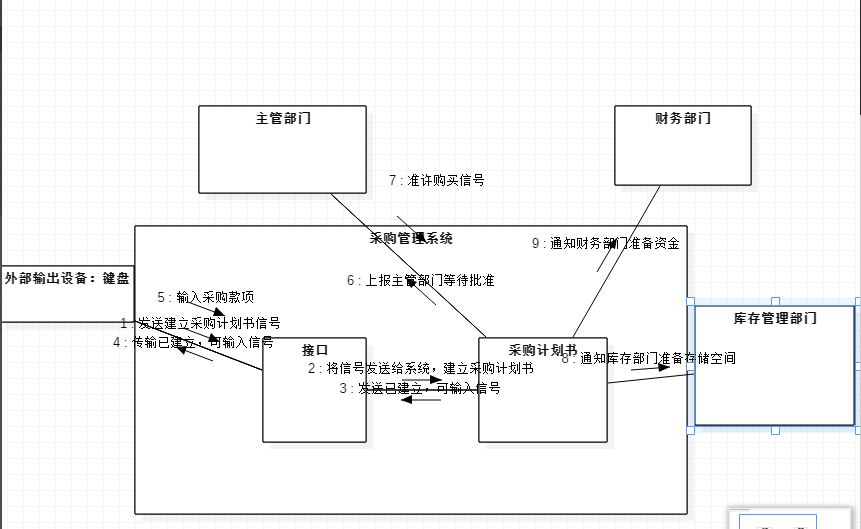 主管部门
财务部门
7 : 准许购买信号
采购管理系统
9 : 通知财务部门准备资金
外部输出设备：键盘
6 : 上报主管部门等待批准
5 : 输入采购款项
库存管理部门
1 : 发送建立采购计划书信号
4 : 传输已建立，可输入信号
接口
采购计划书
8 : 通知库存部门准备存储空间
2 : 将信号发送给系统，建立采购计划书
3 : 发送已建立，可输入信号